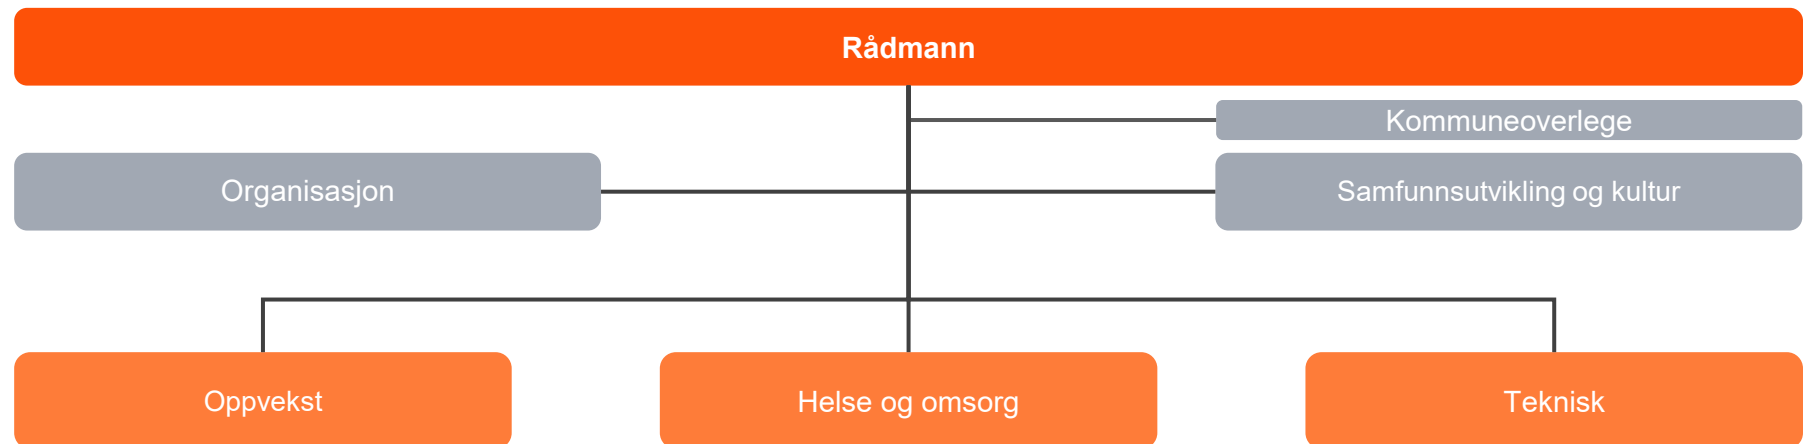 Rådmann
Kommuneoverlege
Organisasjon
Samfunnsutvikling og kultur
Oppvekst
Helse og omsorg
Teknisk